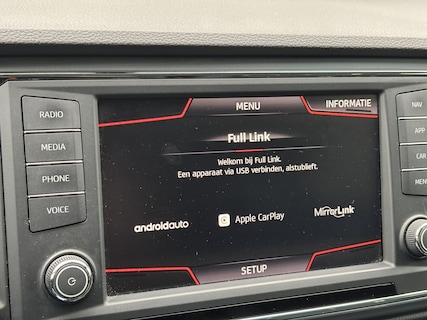 MENU
INFORMATIE
RADIO
MEDIA
PHONE
VOICE
Full Link
Welkom bij Full Link.
Een apparaat via USB verbinden, alstublieft.
androidauto
Apple CarPlay
MirrorLink
SETUP
NAV
APP
CAR
MENU